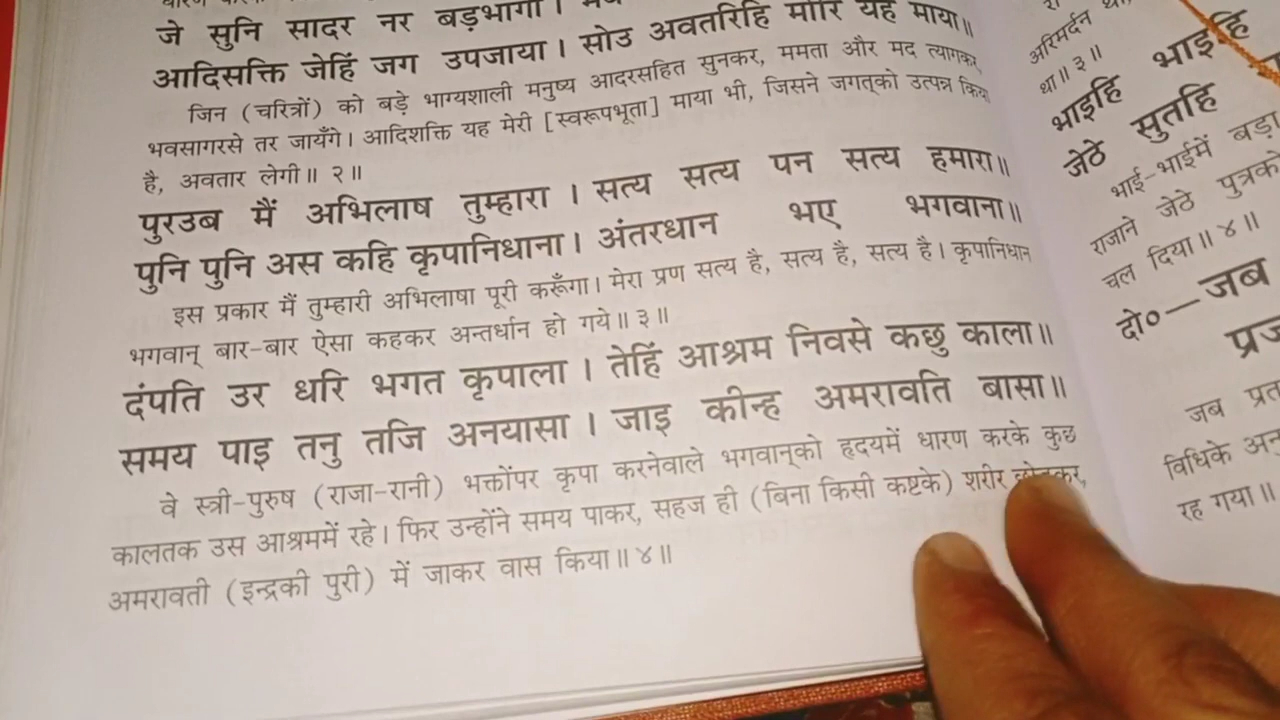 जे सुनि सादर नर बड़भागी।
आदिसक्ति जेहिं जग उपजाया। सोउ अवतरिहि मोरि यह माया॥
जिन (चरित्रों) को बड़े भाग्यशाली मनुष्य आदरसहित सुनकर, ममता और मद त्यागकर,
भवसागरसे तर जायँगे। आदिशक्ति यह मेरी [स्वरूपभूता] माया भी, जिसने जगत्को उत्पन्न किया
है, अवतार लेगी॥ २॥
पुरउब मैं अभिलाष तुम्हारा। सत्य सत्य पन सत्य हमारा॥
पुनि पुनि अस कहि कृपानिधाना। अंतरधान भए भगवाना॥
इस प्रकार मैं तुम्हारी अभिलाषा पूरी करूँगा। मेरा प्रण सत्य है, सत्य है, सत्य है। कृपानिधान
भगवान् बार-बार ऐसा कहकर अन्तर्धान हो गये॥ ३॥
दंपति उर धरि भगत कृपाला। तेहिं आश्रम निवसे कछु काला॥
समय पाइ तनु तजि अनयासा। जाइ कीन्ह अमरावति बासा॥
वे स्त्री-पुरुष (राजा-रानी) भक्तोंपर कृपा करनेवाले भगवान्को हृदयमें धारण करके कुछ
कालतक उस आश्रममें रहे। फिर उन्होंने समय पाकर, सहज ही (बिना किसी कष्टके) शरीर
अमरावती (इन्द्रकी पुरी) में जाकर वास किया॥ ४॥
अरिमर्दन
था॥ ३॥
भाइहि भाइहि
जेठे सुतहि
भाई-भाईमें बड़ा
राजाने जेठे पुत्रको
चल दिया॥ ४॥
दो०—जब
जब
विधिके
रह गया॥